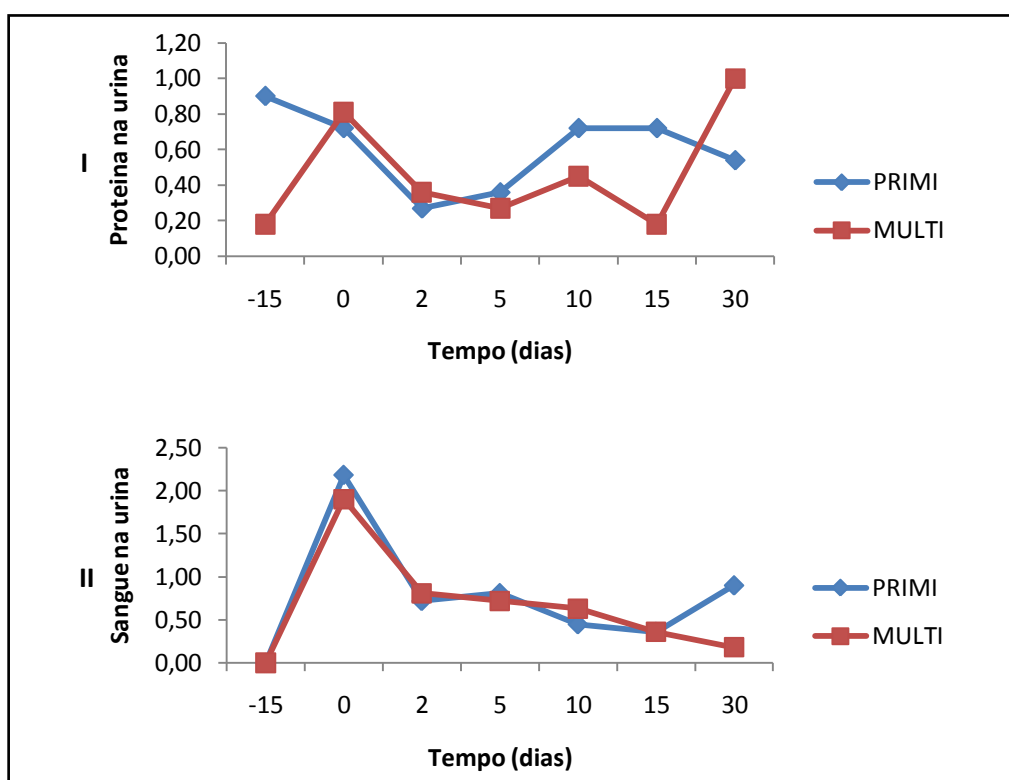 I
Proteina na urina
1,20
1,00
0,80
0,60
0,40
0,20
0,00
-15 0 2 5 10 15 30
Tempo (dias)
PRIMI
MULTI
II
Sangue na urina
2,50
2,00
1,50
1,00
0,50
0,00
-15 0 2 5 10 15 30
Tempo (dias)
PRIMI
MULTI